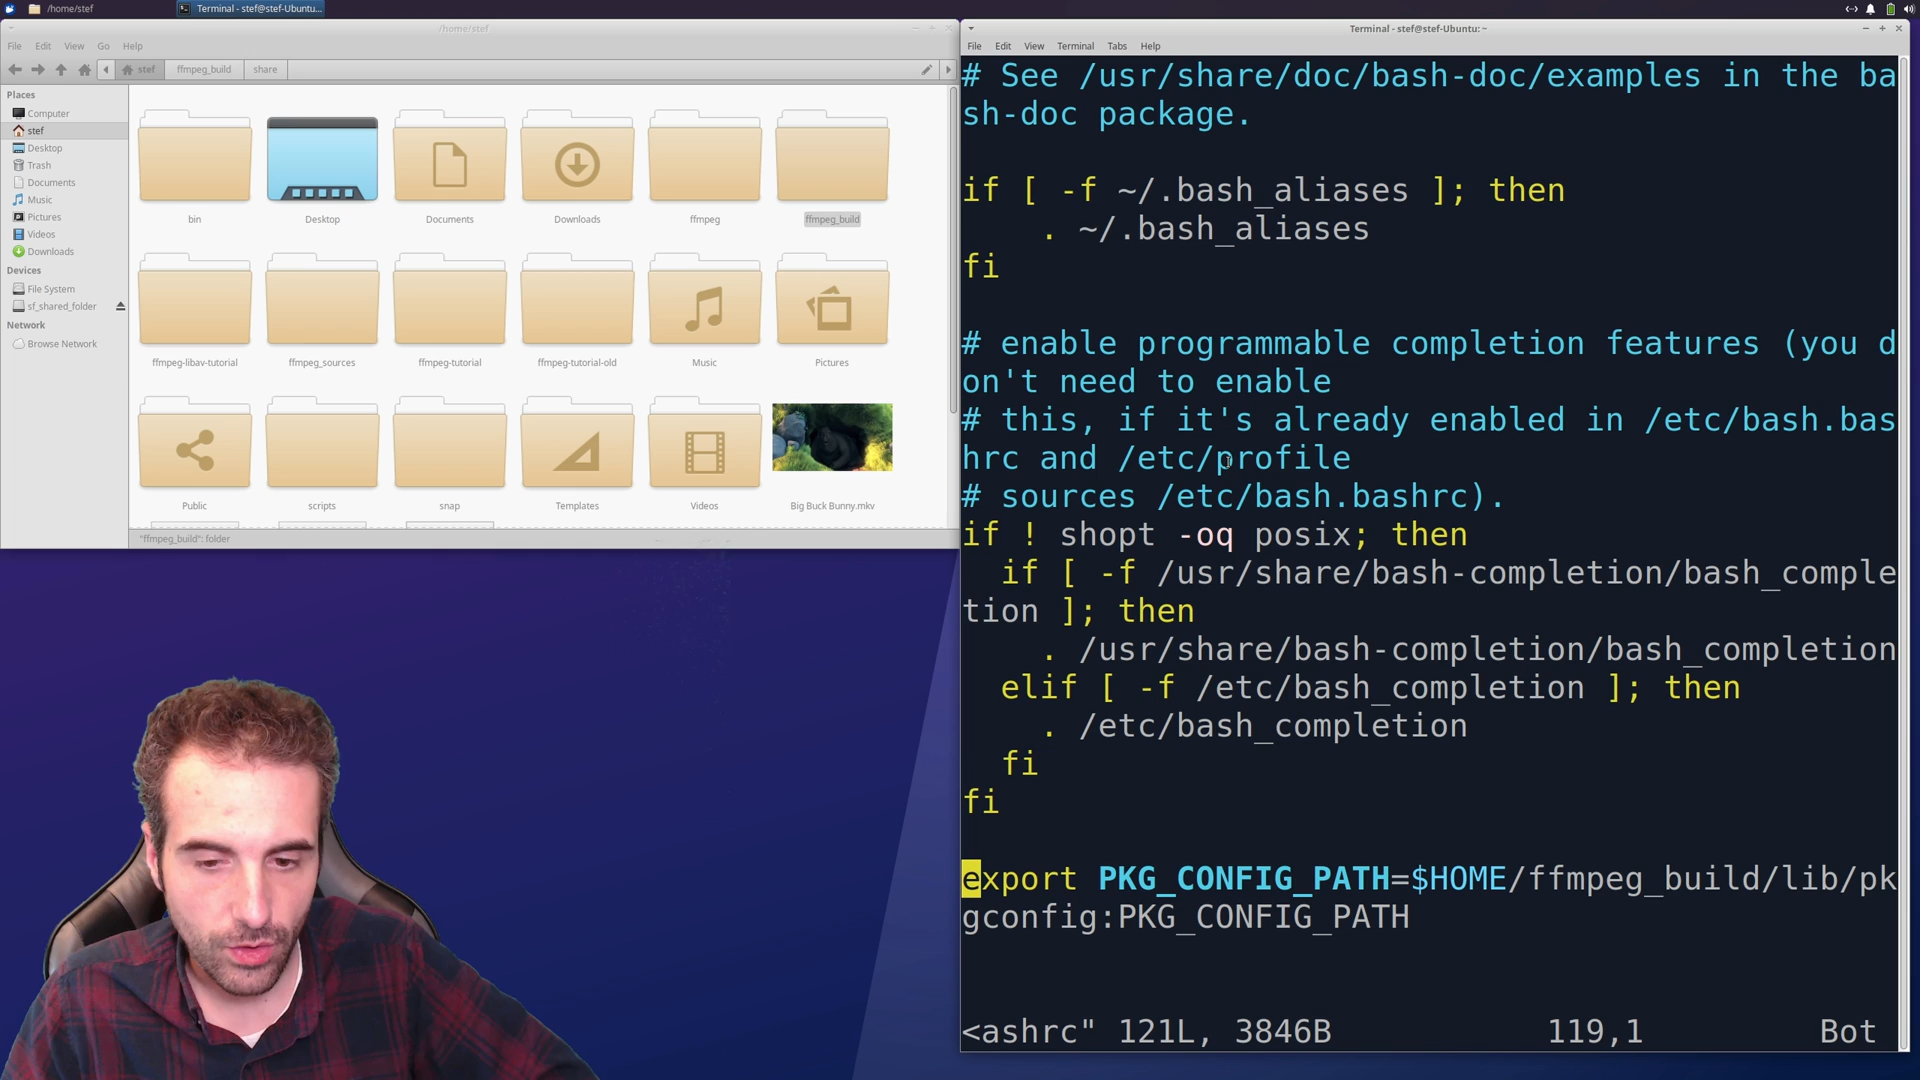 /home/stef
Terminal - stef@stef-Ubuntu...
/home/stef
File Edit View Go Help
stef ffmpeg_build share
Places
Computer
stef
Desktop
Trash
Documents
Music
Pictures
Videos
Downloads
Devices
File System
sf_shared_folder
Network
Browse Network
bin Desktop Documents Downloads ffmpeg ffmpeg_build
ffmpeg-libav-tutorial ffmpeg_sources ffmpeg-tutorial ffmpeg-tutorial-old Music Pictures
Public scripts snap Templates Videos Big Buck Bunny.mkv
"ffmpeg_build": folder
Terminal - stef@stef-Ubuntu: ~
File Edit View Terminal Tabs Help
# See /usr/share/doc/bash-doc/examples in the ba
sh-doc package.
if [ -f ~/.bash_aliases ]; then
. ~/.bash_aliases
fi
# enable programmable completion features (you d
on't need to enable
# this, if it's already enabled in /etc/bash.bas
hrc and /etc/profile
# sources /etc/bash.bashrc).
if ! shopt -oq posix; then
if [ -f /usr/share/bash-completion/bash_comple
tion ]; then
. /usr/share/bash-completion/bash_completion
elif [ -f /etc/bash_completion ]; then
. /etc/bash_completion
fi
fi
export PKG_CONFIG_PATH=$HOME/ffmpeg_build/lib/pk
gconfig:PKG_CONFIG_PATH
<ashrc" 121L, 3846B 119,1 Bot